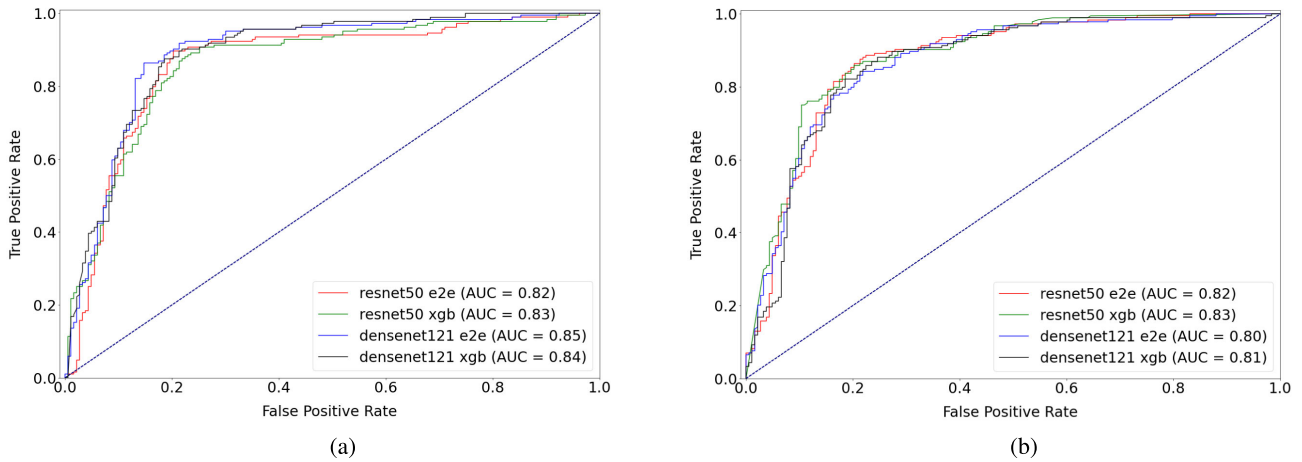 1.0
0.8
0.6
0.4
0.2
0.0
True Positive Rate
0.0 0.2 0.4 0.6 0.8 1.0
False Positive Rate
resnet50 e2e (AUC = 0.82)
resnet50 xgb (AUC = 0.83)
densenet121 e2e (AUC = 0.85)
densenet121 xgb (AUC = 0.84)
(a)
1.0
0.8
0.6
0.4
0.2
0.0
True Positive Rate
0.0 0.2 0.4 0.6 0.8 1.0
False Positive Rate
resnet50 e2e (AUC = 0.82)
resnet50 xgb (AUC = 0.83)
densenet121 e2e (AUC = 0.80)
densenet121 xgb (AUC = 0.81)
(b)